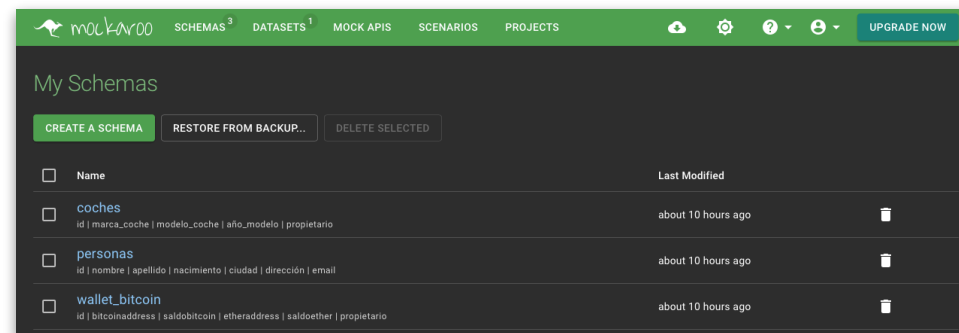 mockaroo SCHEMAS 3 DATASETS 1 MOCK APIS SCENARIOS PROJECTS ? UPGRADE NOW
My Schemas
CREATE A SCHEMA RESTORE FROM BACKUP... DELETE SELECTED
Name Last Modified
coches
id | marca_coche | modelo_coche | año_modelo | propietario
about 10 hours ago
personas
id | nombre | apellido | nacimiento | ciudad | dirección | email
about 10 hours ago
wallet_bitcoin
id | bitcoinaddress | saldobitcoin | etheraddress | saldoether | propietario
about 10 hours ago